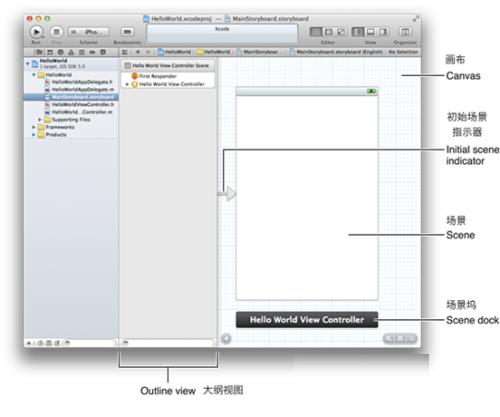 HelloWorld.xcodeproj — MainStoryboard.storyboard
Xcode
Run
Stop
H... iPho...
Scheme
Breakpoints
Editor
View
Organizer
HelloWorld
HelloWorld
MainStoryboar...
MainStoryboard.storyboard (English)
No Selection
HelloWorld
1 target, iOS SDK 5.0
HelloWorld
HelloWorldAppDelegate.h
HelloWorldAppDelegate.m
MainStoryboard.storyboard
HelloWorldViewController.h
HelloWorld...Controller.m
Supporting Files
Frameworks
Products
Hello World View Controller Scene
First Responder
Hello World View Controller
Hello World View Controller
画布
Canvas
初始场景
指示器
Initial scene
indicator
场景
Scene
场景坞
Scene dock
Outline view 大纲视图